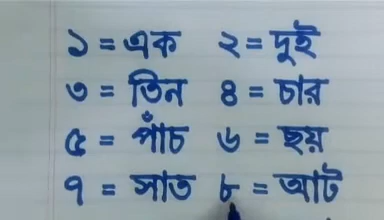 ১ = এক ২ = দুই
৩ = তিন ৪ = চার
৫ = পাঁচ ৬ = ছয়
৭ = সাত ৮ = আট